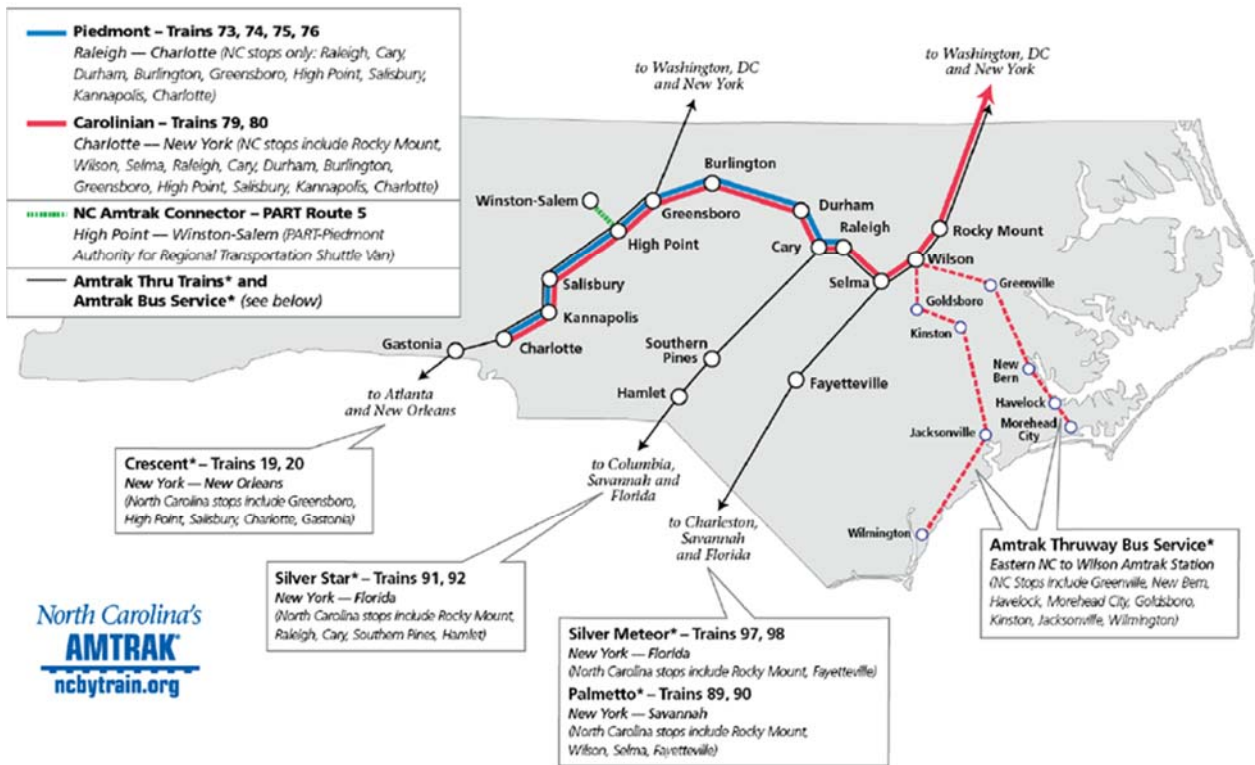 Piedmont – Trains 73, 74, 75, 76
Raleigh — Charlotte (NC stops only: Raleigh, Cary,
Durham, Burlington, Greensboro, High Point, Salisbury,
Kannapolis, Charlotte)
Carolinian – Trains 79, 80
Charlotte — New York (NC stops include Rocky Mount,
Wilson, Selma, Raleigh, Cary, Durham, Burlington,
Greensboro, High Point, Salisbury, Kannapolis, Charlotte)
NC Amtrak Connector – PART Route 5
High Point — Winston-Salem (PART-Piedmont
Authority for Regional Transportation Shuttle Van)
Amtrak Thru Trains* and
Amtrak Bus Service* (see below)
to Washington, DC
and New York
to Washington, DC
and New York
Burlington
Winston-Salem
Greensboro
Durham
Raleigh
High Point
Cary
Rocky Mount
Wilson
Salisbury
Selma
Greenville
Goldsboro
Kannapolis
Kinston
Charlotte
Gastonia
Southern
Pines
Fayetteville
New
Bern
Hamlet
Havelock
to Atlanta
and New Orleans
Morehead
City
Jacksonville
to Columbia,
Savannah and
Florida
to Charleston,
Savannah
and Florida
Wilmington
Crescent* – Trains 19, 20
New York — New Orleans
(North Carolina stops include Greensboro,
High Point, Salisbury, Charlotte, Gastonia)
Silver Star* – Trains 91, 92
New York — Florida
(North Carolina stops include Rocky Mount,
Raleigh, Cary, Southern Pines, Hamlet)
Silver Meteor* – Trains 97, 98
New York — Florida
(North Carolina stops include Rocky Mount, Fayetteville)
Palmetto* – Trains 89, 90
New York — Savannah
(North Carolina stops include Rocky Mount,
Wilson, Selma, Fayetteville)
Amtrak Thruway Bus Service*
Eastern NC to Wilson Amtrak Station
(NC Stops include Greenville, New Bern,
Havelock, Morehead City, Goldsboro,
Kinston, Jacksonville, Wilmington)
North Carolina's
AMTRAK®
ncbytrain.org